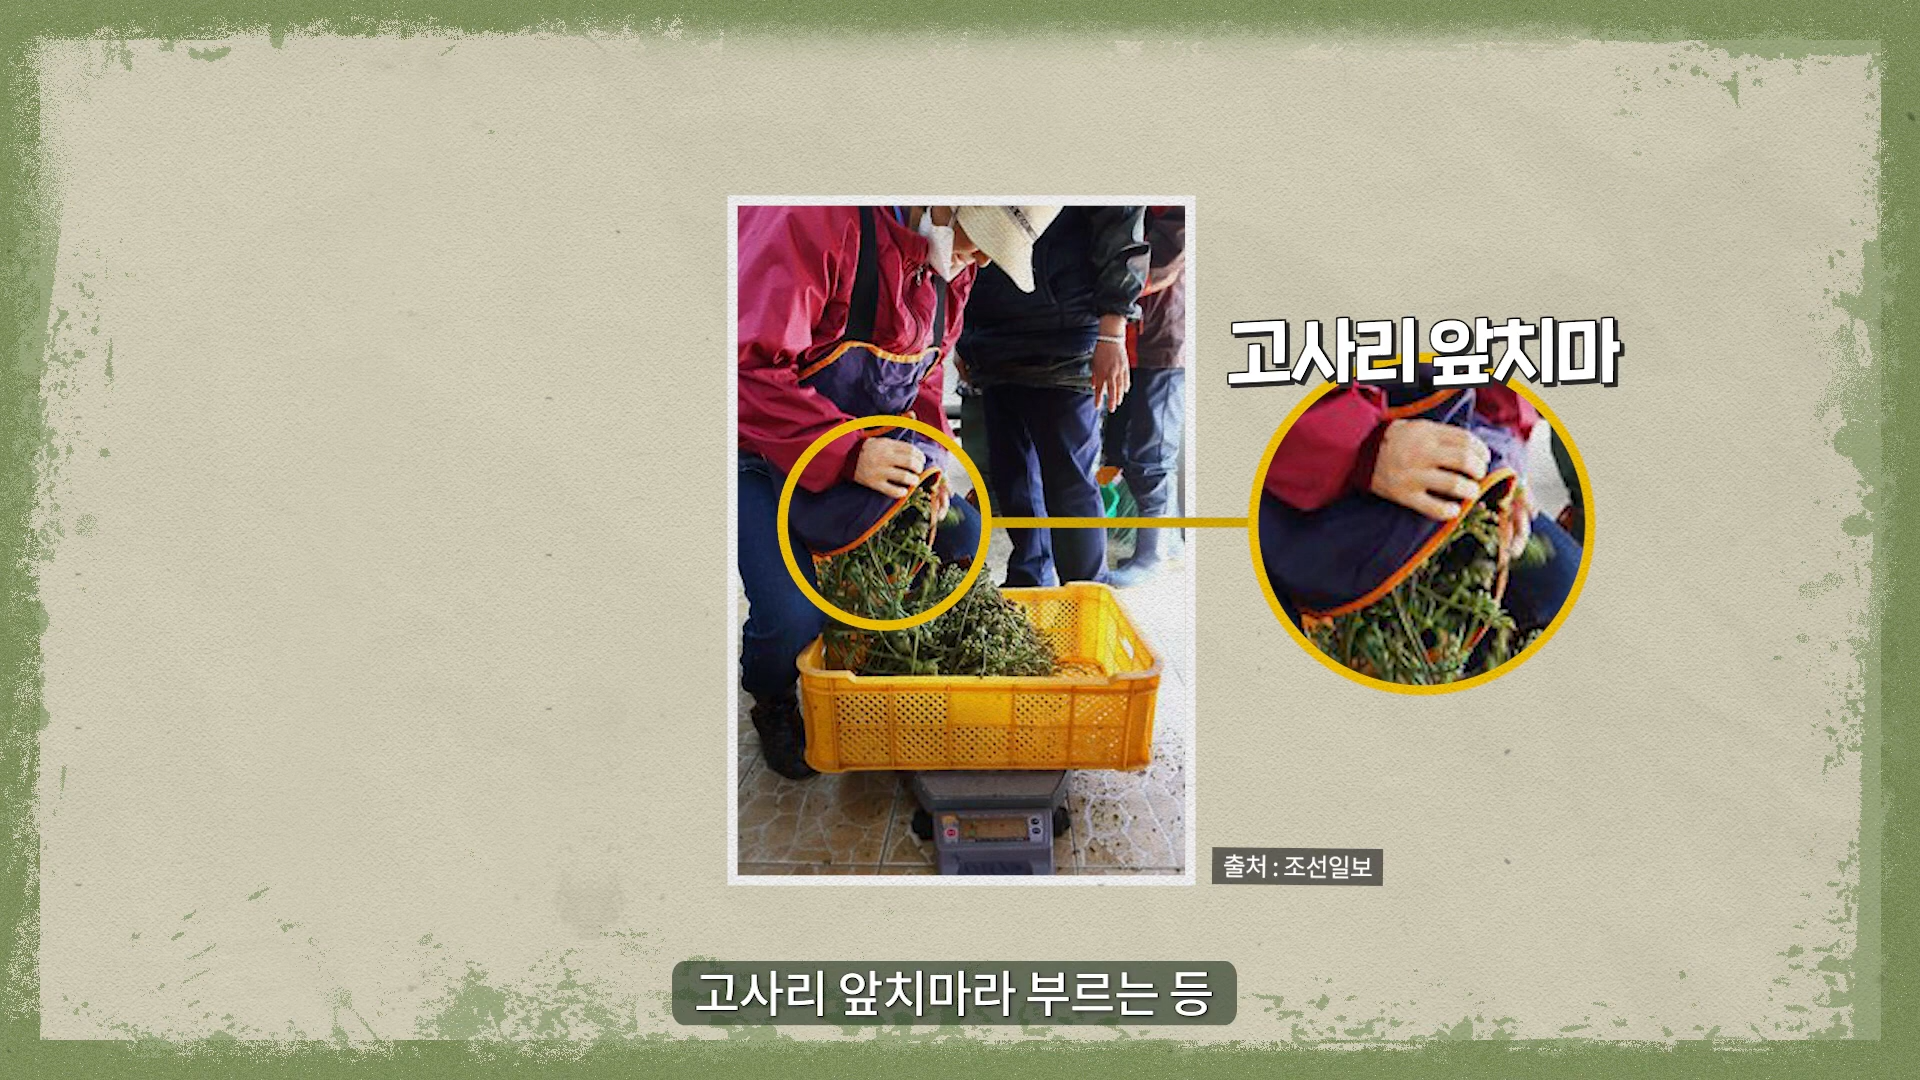 고사리 앞치마
출처 : 조선일보
고사리 앞치마라 부르는 등